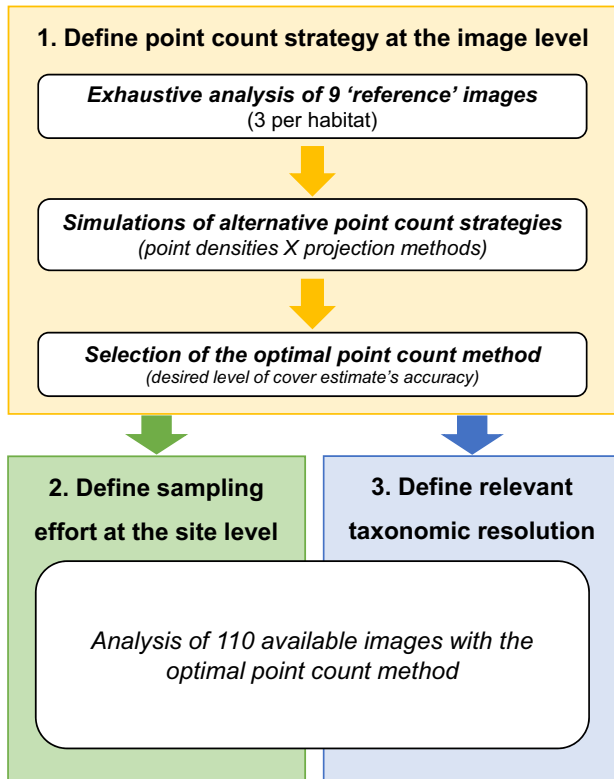 1. Define point count strategy at the image level
Exhaustive analysis of 9 ‘reference’ images
(3 per habitat)
Simulations of alternative point count strategies
(point densities X projection methods)
Selection of the optimal point count method
(desired level of cover estimate’s accuracy)
2. Define sampling
effort at the site level
3. Define relevant
taxonomic resolution
Analysis of 110 available images with the
optimal point count method